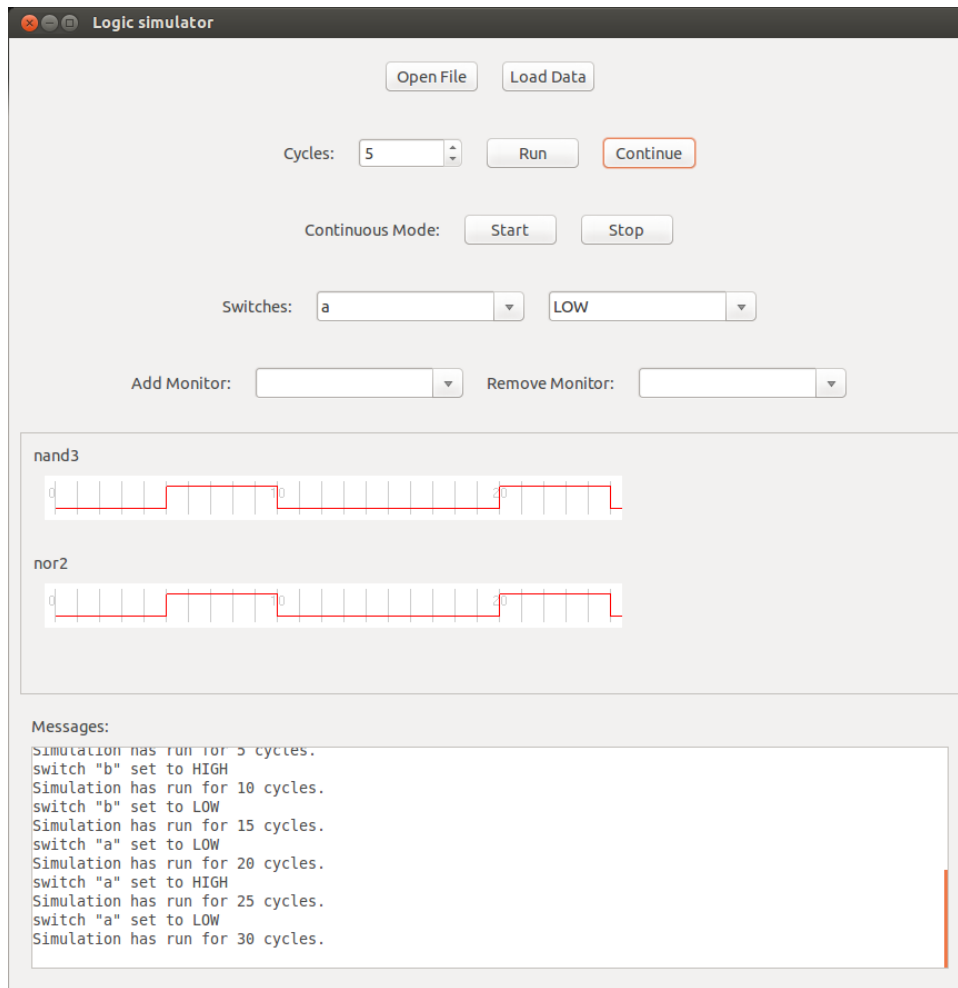 Logic simulator
Open File Load Data
Cycles: 5 Run Continue
Continuous Mode: Start Stop
Switches: a LOW
Add Monitor: Remove Monitor:
nand3
0 10 20
nor2
0 10 20
Messages:
Simulation has run for 5 cycles.
switch "b" set to HIGH
Simulation has run for 10 cycles.
switch "b" set to LOW
Simulation has run for 15 cycles.
switch "a" set to LOW
Simulation has run for 20 cycles.
switch "a" set to HIGH
Simulation has run for 25 cycles.
switch "a" set to LOW
Simulation has run for 30 cycles.